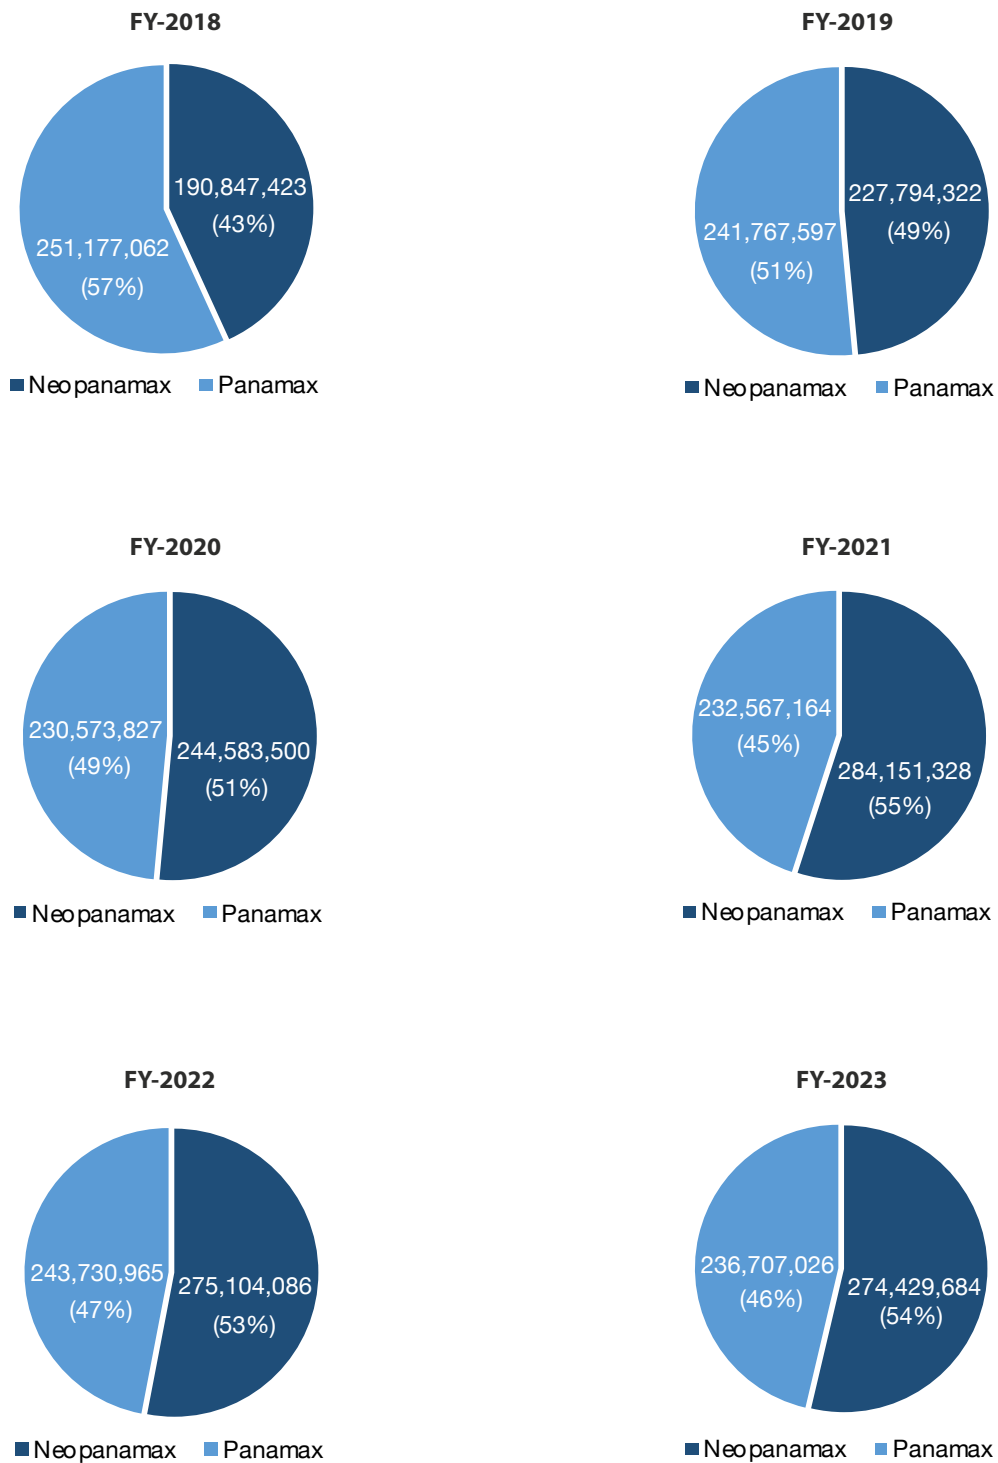 FY-2018
190,847,423
(43%)
251,177,062
(57%)
Neopanamax Panamax
FY-2019
227,794,322
(49%)
241,767,597
(51%)
Neopanamax Panamax
FY-2020
230,573,827
(49%)
244,583,500
(51%)
Neopanamax Panamax
FY-2021
232,567,164
(45%)
284,151,328
(55%)
Neopanamax Panamax
FY-2022
243,730,965
(47%)
275,104,086
(53%)
Neopanamax Panamax
FY-2023
236,707,026
(46%)
274,429,684
(54%)
Neopanamax Panamax